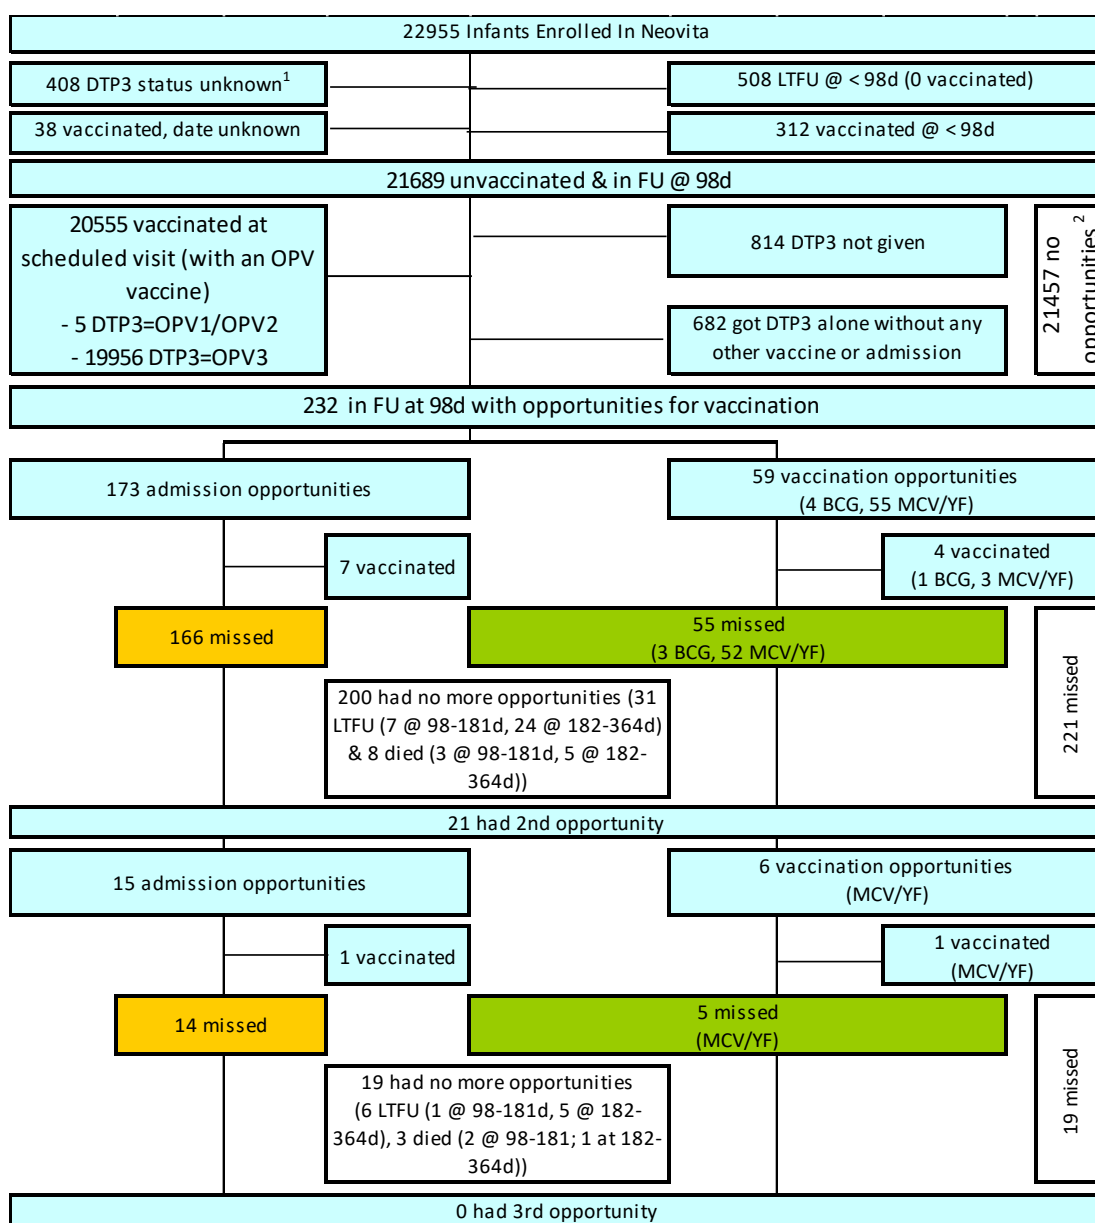 22955 Infants Enrolled In Neovita
408 DTP3 status unknown1
508 LTFU @ < 98d (0 vaccinated)
38 vaccinated, date unknown
312 vaccinated @ < 98d
21689 unvaccinated & in FU @ 98d
20555 vaccinated at
scheduled visit (with an OPV
vaccine)
- 5 DTP3=OPV1/OPV2
- 19956 DTP3=OPV3
814 DTP3 not given
682 got DTP3 alone without any
other vaccine or admission
21457 no
opportunities2
232 in FU at 98d with opportunities for vaccination
173 admission opportunities
59 vaccination opportunities
(4 BCG, 55 MCV/YF)
7 vaccinated
4 vaccinated
(1 BCG, 3 MCV/YF)
166 missed
55 missed
(3 BCG, 52 MCV/YF)
221 missed
200 had no more opportunities (31
LTFU (7 @ 98-181d, 24 @ 182-364d)
& 8 died (3 @ 98-181d, 5 @ 182-
364d))
21 had 2nd opportunity
15 admission opportunities
6 vaccination opportunities
(MCV/YF)
1 vaccinated
1 vaccinated
(MCV/YF)
14 missed
5 missed
(MCV/YF)
19 missed
19 had no more opportunities
(6 LTFU (1 @ 98-181d, 5 @ 182-
364d), 3 died (2 @ 98-181; 1 at 182-
364d))
0 had 3rd opportunity